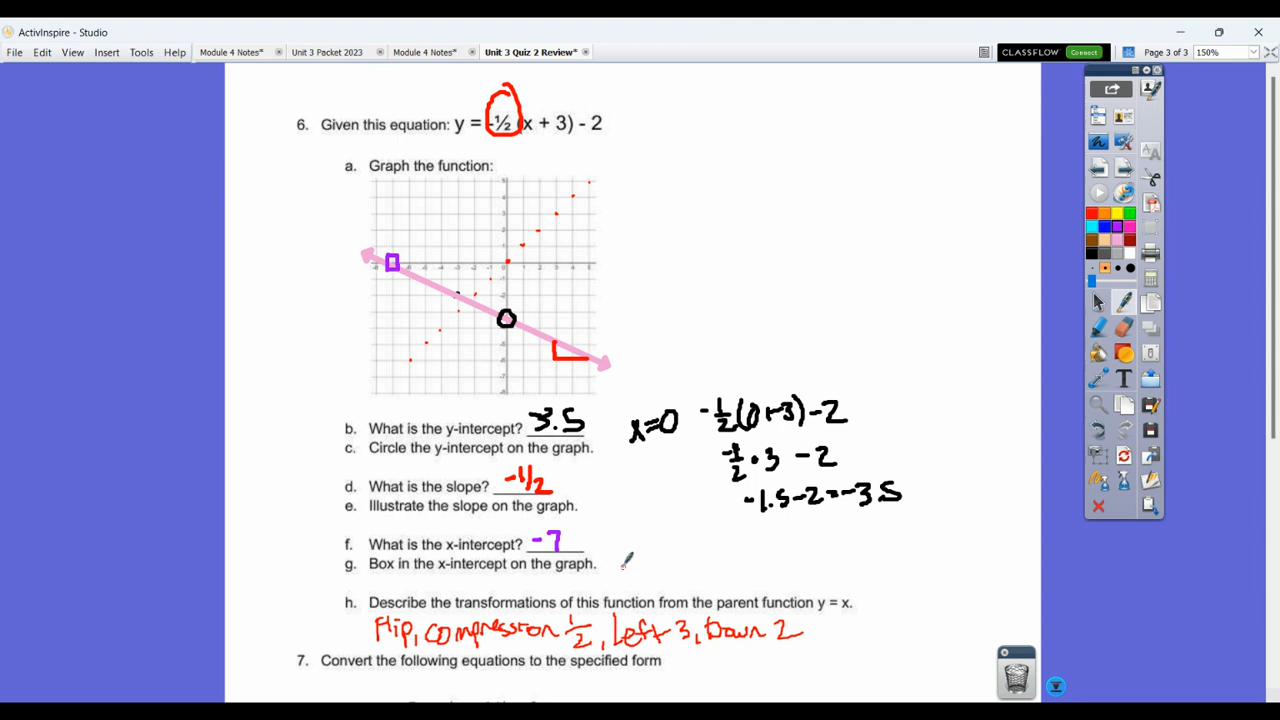 ActivInspire - Studio
File Edit View Insert Tools Help Module 4 Notes* Unit 3 Packet 2023 Module 4 Notes* Unit 3 Quiz 2 Review* CLASSFLOW Connect Page 3 of 3 150%
6. Given this equation: y = -½ (x + 3) - 2
a. Graph the function:
b. What is the y-intercept? -3.5
c. Circle the y-intercept on the graph.
x=0 -1/2(0+3)-2
-1/2•3 -2
-1.5-2=-3.5
d. What is the slope? -1/2
e. Illustrate the slope on the graph.
f. What is the x-intercept? -7
g. Box in the x-intercept on the graph.
h. Describe the transformations of this function from the parent function y = x.
Flip, compression 1/2, Left 3, Down 2
7. Convert the following equations to the specified form